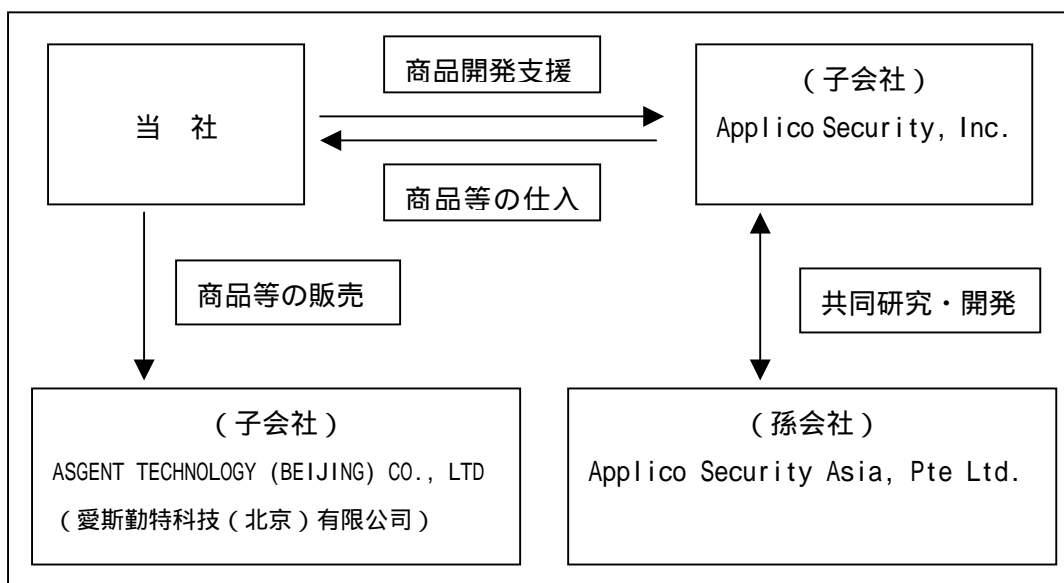 当 社
商品開発支援
商品等の仕入
（子会社）
Applico Security, Inc.
商品等の販売
共同研究・開発
（子会社）
ASGENT TECHNOLOGY (BEIJING) CO., LTD
（愛斯勤特科技（北京）有限公司）
（孫会社）
Applico Security Asia, Pte Ltd.